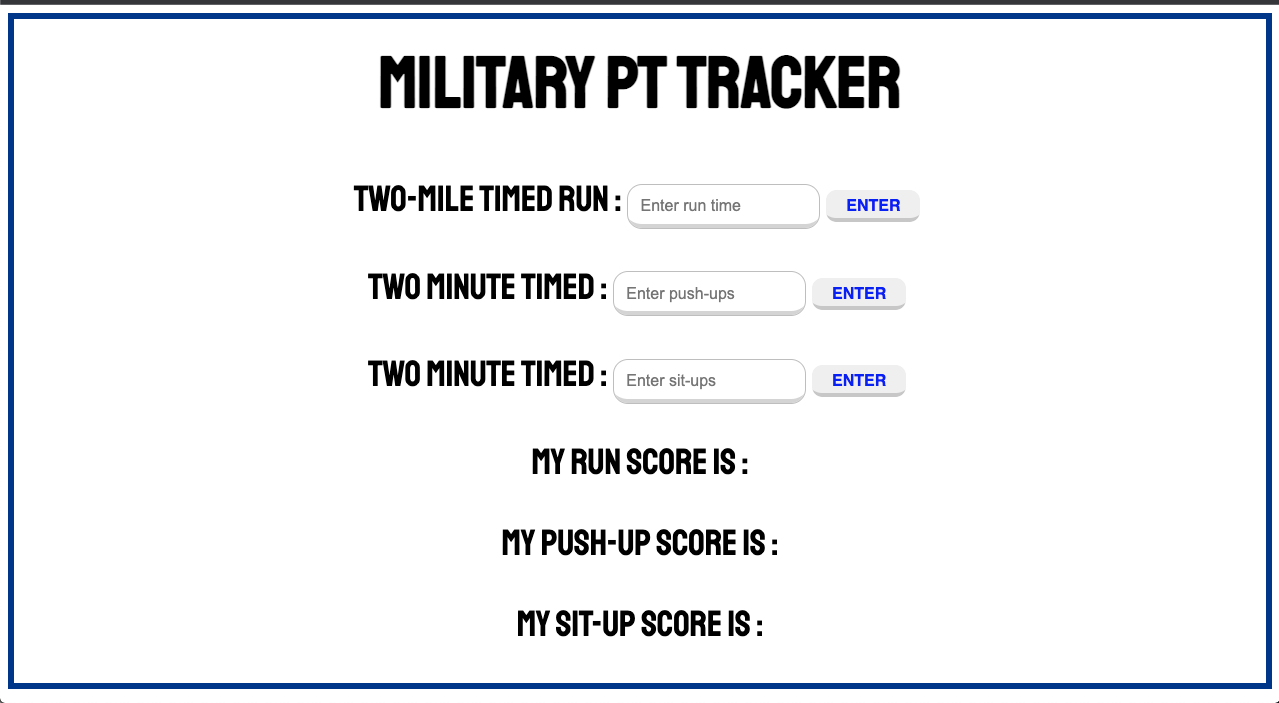 MILITARY PT TRACKER
TWO-MILE TIMED RUN : Enter run time ENTER
TWO MINUTE TIMED : Enter push-ups ENTER
TWO MINUTE TIMED : Enter sit-ups ENTER
MY RUN SCORE IS :
MY PUSH-UP SCORE IS :
MY SIT-UP SCORE IS :